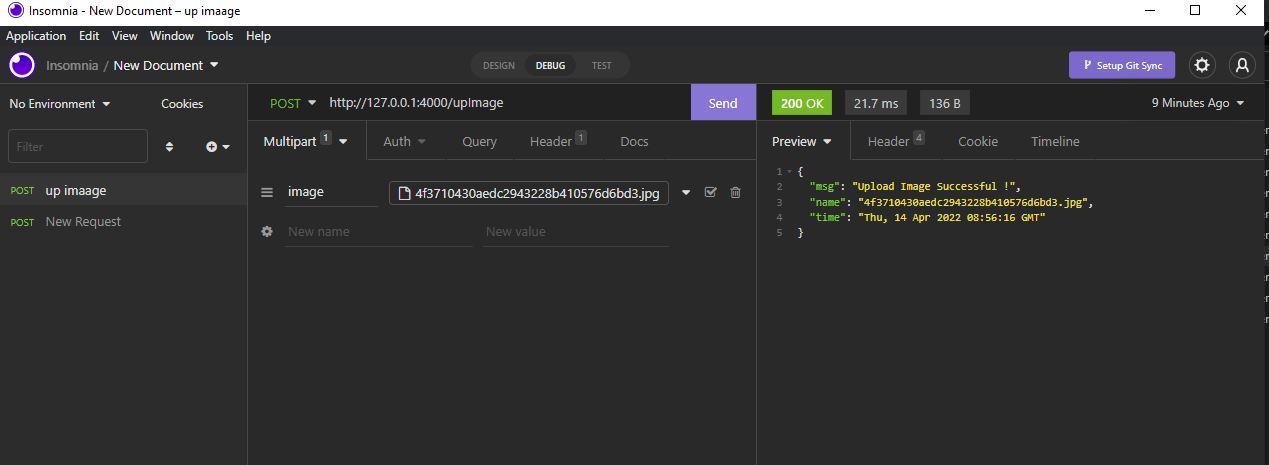 Insomnia - New Document – up imaage
Application Edit View Window Tools Help
Insomnia / New Document
DESIGN DEBUG TEST
Setup Git Sync
No Environment Cookies
POST http://127.0.0.1:4000/upImage Send
200 OK 21.7 ms 136 B 9 Minutes Ago
Filter
POST up imaage
POST New Request
Multipart 1 Auth Query Header 1 Docs
image 4f3710430aedc2943228b410576d6bd3.jpg
New name New value
Preview Header 4 Cookie Timeline
1 {
2 "msg": "Upload Image Successful !",
3 "name": "4f3710430aedc2943228b410576d6bd3.jpg",
4 "time": "Thu, 14 Apr 2022 08:56:16 GMT"
5 }